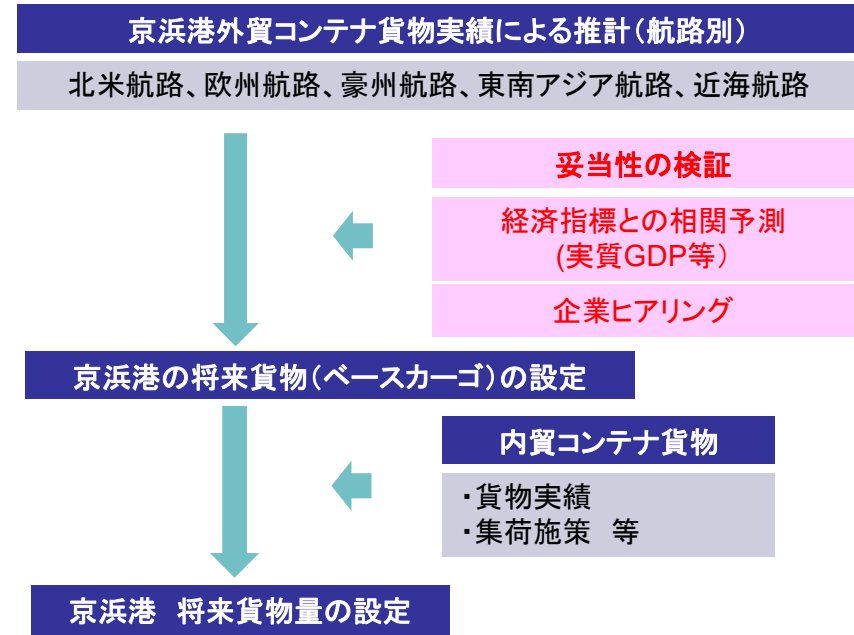 京浜港外貿コンテナ貨物実績による推計(航路別)
北米航路、欧州航路、豪州航路、東南アジア航路、近海航路
妥当性の検証
経済指標との相関予測
(実質GDP等)
企業ヒアリング
京浜港の将来貨物(ベースカーゴ)の設定
内貿コンテナ貨物
・貨物実績
・集荷施策 等
京浜港 将来貨物量の設定